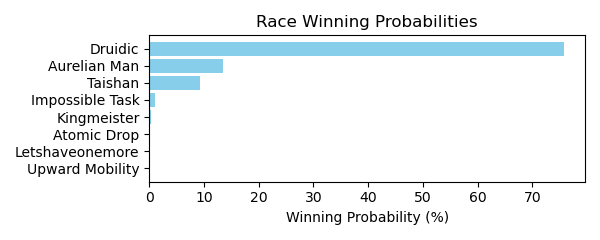 Race Winning Probabilities
Druidic
Aurelian Man
Taishan
Impossible Task
Kingmeister
Atomic Drop
Letshaveonemore
Upward Mobility
0 10 20 30 40 50 60 70
Winning Probability (%)